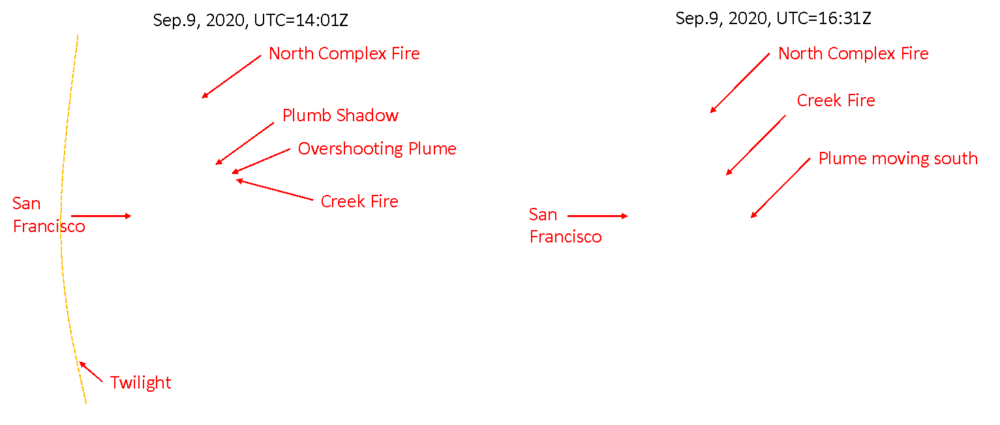 Sep.9, 2020, UTC=14:01Z
North Complex Fire
Plumb Shadow
Overshooting Plume
Creek Fire
San
Francisco
Twilight
Sep.9, 2020, UTC=16:31Z
North Complex Fire
Creek Fire
Plume moving south
San
Francisco